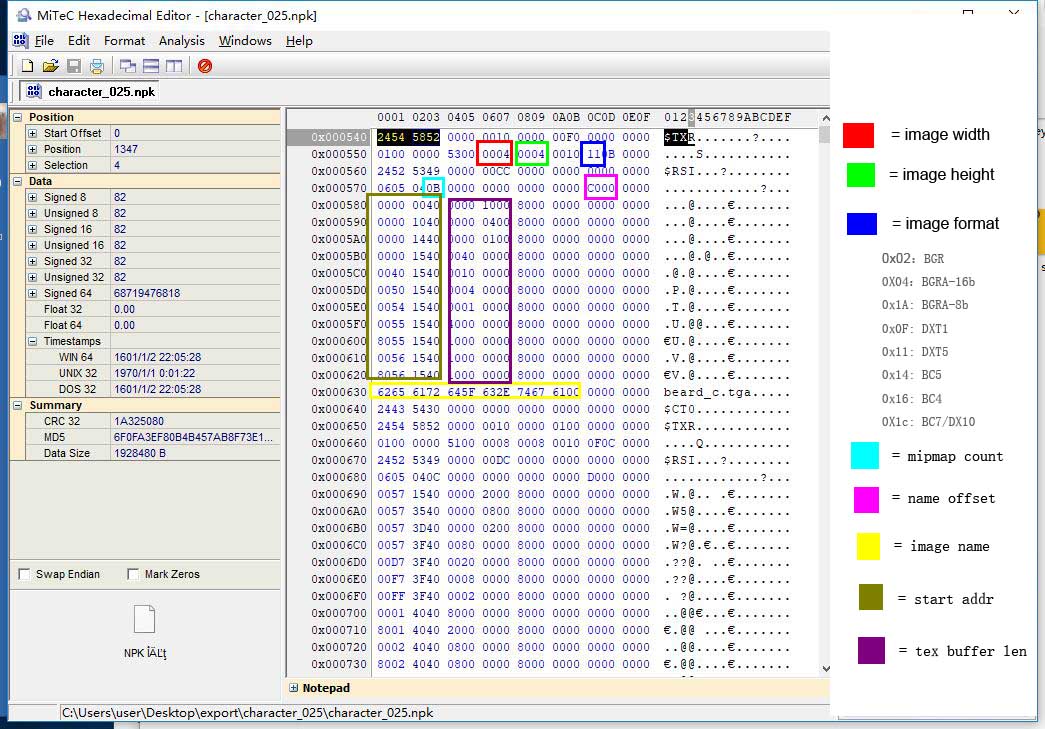 MiTeC Hexadecimal Editor - [character_025.npk]
File Edit Format Analysis Windows Help
character_025.npk
Position
Start Offset 0
Position 1347
Selection 4
Data
Signed 8 82
Unsigned 8 82
Signed 16 82
Unsigned 16 82
Signed 32 82
Unsigned 32 82
Signed 64 68719476818
Float 32 0.00
Float 64 0.00
Timestamps
WIN 64 1601/1/2 22:05:28
UNIX 32 1970/1/1 0:01:22
DOS 32 1601/1/2 22:05:28
Summary
CRC 32 1A325080
MD5 6F0FA3EF80B4B457AB8F73E1...
Data Size 1928480 B
Swap Endian Mark Zeros
NPK ÎÄ¼þ
0001 0203 0405 0607 0809 0A0B 0C0D 0E0F 0123456789ABCDEF
0x000540 2454 5852 0000 0010 0000 00F0 0000 0000 $TXR.......?....
0x000550 0100 0000 5300 0004 0004 0010 110B 0000 ....S...........
0x000560 2452 5349 0000 00CC 0000 0000 0000 0000 $RSI...?........
0x000570 0605 040B 0000 0000 0000 0000 C000 0000 ............?...
0x000580 0000 0040 0000 1000 8000 0000 0000 0000 ...@....€.......
0x000590 0000 1040 0000 0400 8000 0000 0000 0000 ...@....€.......
0x0005A0 0000 1440 0000 0100 8000 0000 0000 0000 ...@....€.......
0x0005B0 0000 1540 0040 0000 8000 0000 0000 0000 ...@.@..€.......
0x0005C0 0040 1540 0010 0000 8000 0000 0000 0000 .@.@....€.......
0x0005D0 0050 1540 0004 0000 8000 0000 0000 0000 .P.@....€.......
0x0005E0 0054 1540 0001 0000 8000 0000 0000 0000 .T.@....€.......
0x0005F0 0055 1540 4000 0000 8000 0000 0000 0000 .U.@@...€.......
0x000600 8055 1540 1000 0000 8000 0000 0000 0000 €U.@....€.......
0x000610 0056 1540 1000 0000 8000 0000 0000 0000 .V.@....€.......
0x000620 8056 1540 1000 0000 8000 0000 0000 0000 €V.@....€.......
0x000630 6265 6172 645F 632E 7467 6100 0000 0000 beard_c.tga.....
0x000640 2443 5430 0000 0000 0000 0000 0000 0000 $CT0............
0x000650 2454 5852 0000 0010 0000 0100 0000 0000 $TXR............
0x000660 0100 0000 5100 0008 0008 0010 0F0C 0000 ....Q...........
0x000670 2452 5349 0000 00DC 0000 0000 0000 0000 $RSI...?........
0x000680 0605 040C 0000 0000 0000 0000 D000 0000 ............?...
0x000690 0057 1540 0000 2000 8000 0000 0000 0000 .W.@.. .€.......
0x0006A0 0057 3540 0000 0800 8000 0000 0000 0000 .W5@....€.......
0x0006B0 0057 3D40 0000 0200 8000 0000 0000 0000 .W=@....€.......
0x0006C0 0057 3F40 0080 0000 8000 0000 0000 0000 .W?@.€..€.......
0x0006D0 00D7 3F40 0020 0000 8000 0000 0000 0000 .??@. ..€.......
0x0006E0 00F7 3F40 0008 0000 8000 0000 0000 0000 .??@....€.......
0x0006F0 00FF 3F40 0002 0000 8000 0000 0000 0000 . ?@....€.......
0x000700 0001 4040 8000 0000 8000 0000 0000 0000 ..@@€...€.......
0x000710 8001 4040 2000 0000 8000 0000 0000 0000 €.@@ ...€.......
0x000720 0002 4040 0800 0000 8000 0000 0000 0000 ..@@....€.......
0x000730 8002 4040 0800 0000 8000 0000 0000 0000 €.@@....€.......
Notepad
C:\Users\user\Desktop\export\character_025\character_025.npk
= image width
= image height
= image format
0x02: BGR
0X04: BGRA-16b
0x1A: BGRA-8b
0x0F: DXT1
0x11: DXT5
0x14: BC5
0x16: BC4
0X1c: BC7/DX10
= mipmap count
= name offset
= image name
= start addr
= tex buffer len